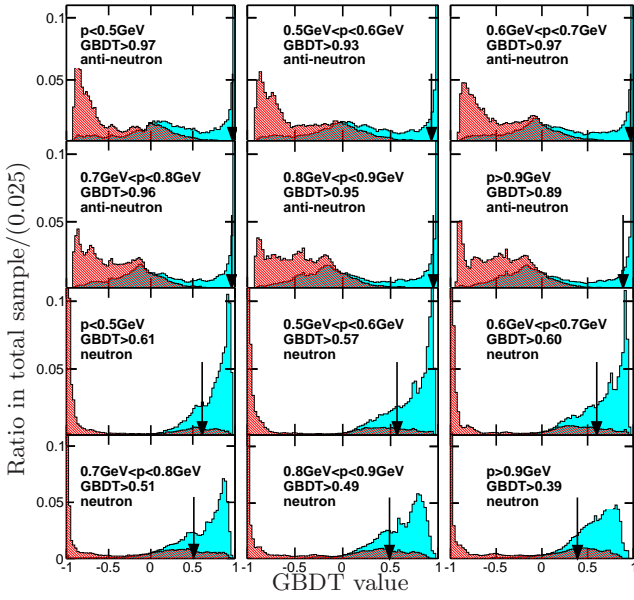 p<0.5GeV
GBDT>0.97
anti-neutron
0.5GeV<p<0.6GeV
GBDT>0.93
anti-neutron
0.6GeV<p<0.7GeV
GBDT>0.97
anti-neutron
0.1
0.05
0.7GeV<p<0.8GeV
GBDT>0.96
anti-neutron
0.8GeV<p<0.9GeV
GBDT>0.95
anti-neutron
p>0.9GeV
GBDT>0.89
anti-neutron
0.1
0.05
p<0.5GeV
GBDT>0.61
neutron
0.5GeV<p<0.6GeV
GBDT>0.57
neutron
0.6GeV<p<0.7GeV
GBDT>0.60
neutron
0.1
0.05
0.7GeV<p<0.8GeV
GBDT>0.51
neutron
0.8GeV<p<0.9GeV
GBDT>0.49
neutron
p>0.9GeV
GBDT>0.39
neutron
0.1
0.05
0
-1 -0.5 0 0.5 1 -0.5 0 0.5 1 -0.5 0 0.5 1
GBDT value
Ratio in total sample/(0.025)